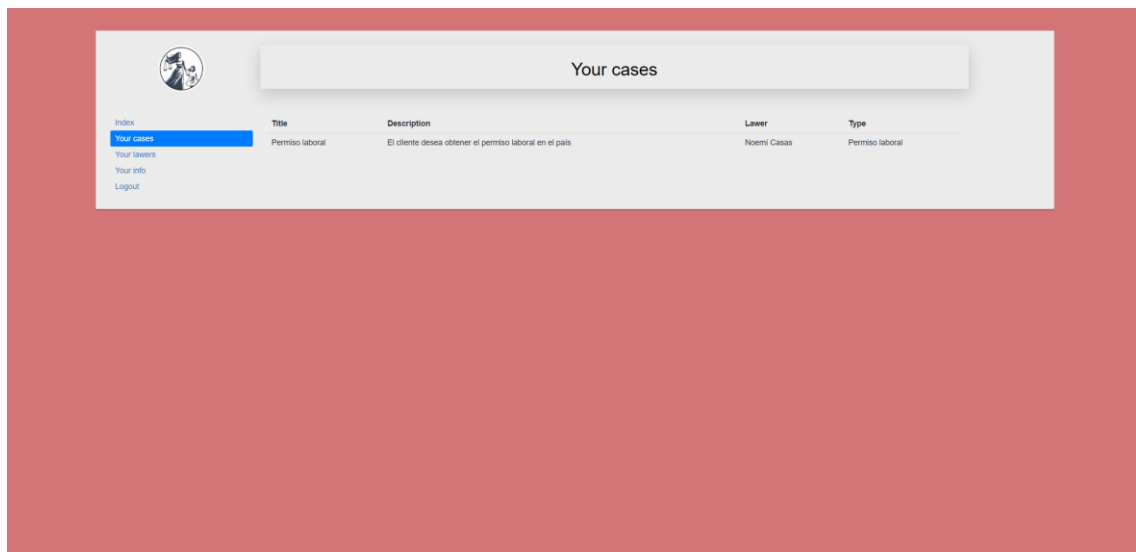 Your cases
Index
Your cases
Your lawers
Your info
Logout
Title Description Lawer Type
Permiso laboral El cliente desea obtener el permiso laboral en el país Noemí Casas Permiso laboral